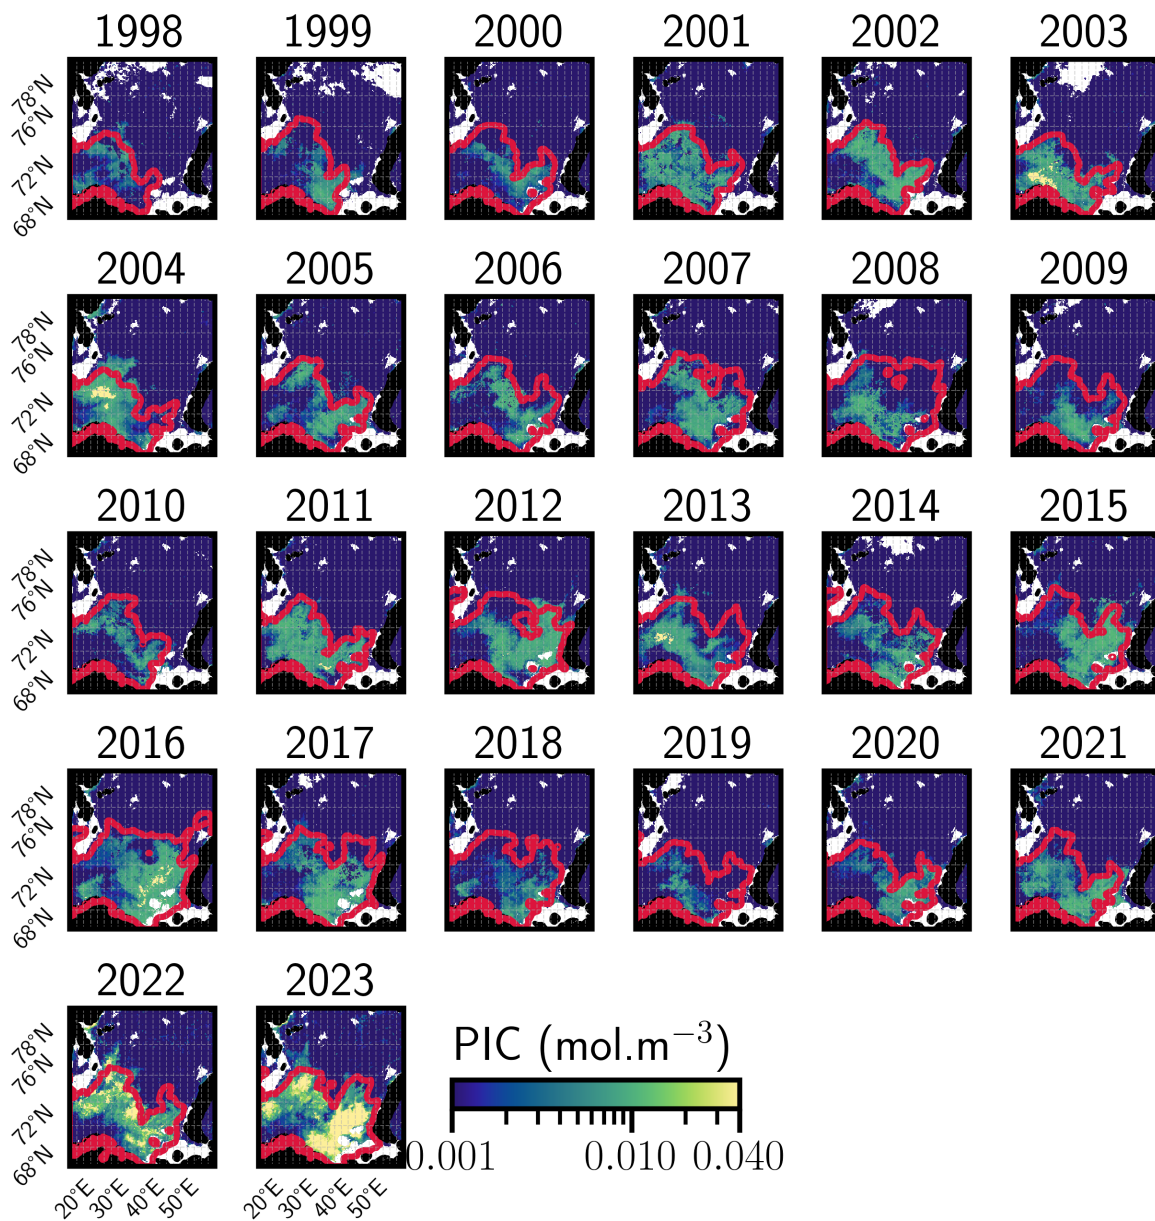 1998 1999 2000 2001 2002 2003
78°N
76°N
72°N
68°N
2004 2005 2006 2007 2008 2009
78°N
76°N
72°N
68°N
2010 2011 2012 2013 2014 2015
78°N
76°N
72°N
68°N
2016 2017 2018 2019 2020 2021
78°N
76°N
72°N
68°N
2022 2023
78°N
76°N
72°N
68°N
20°E 30°E 40°E 50°E 20°E 30°E 40°E 50°E
PIC (mol.m⁻³)
0.001 0.010 0.040